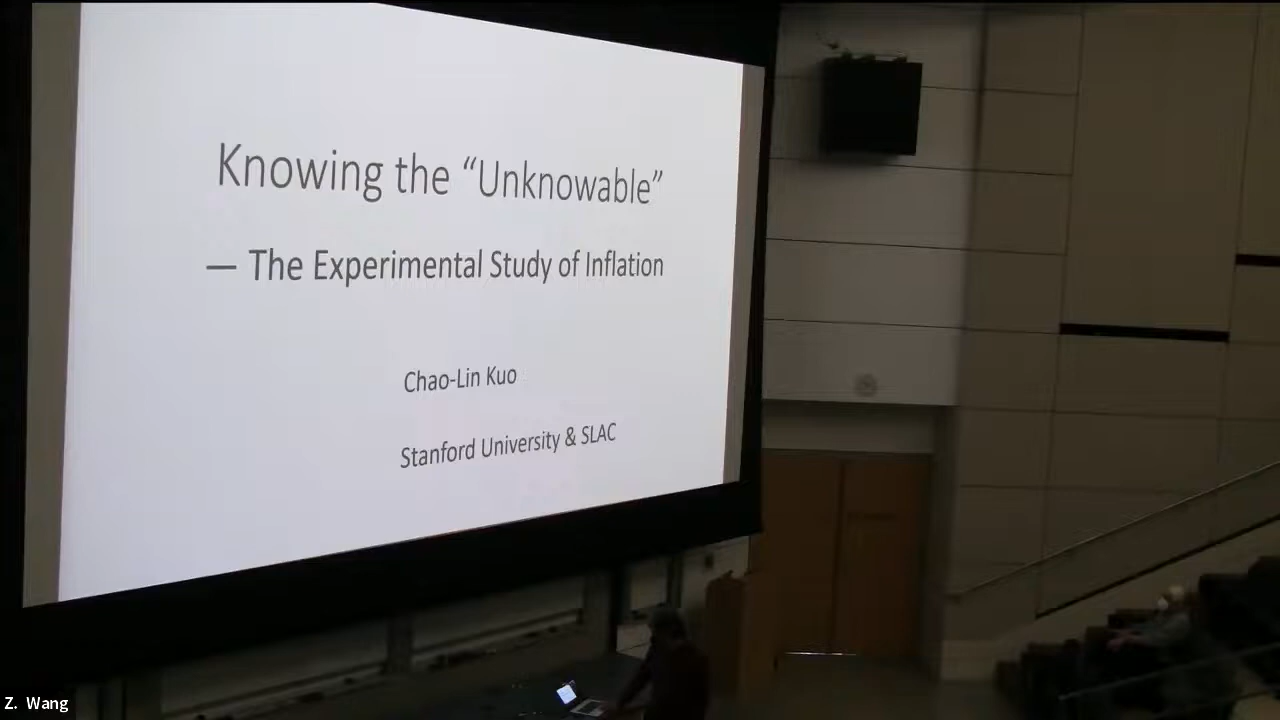 Knowing the “Unknowable”
— The Experimental Study of Inflation
Chao-Lin Kuo
Stanford University & SLAC
Z. Wang